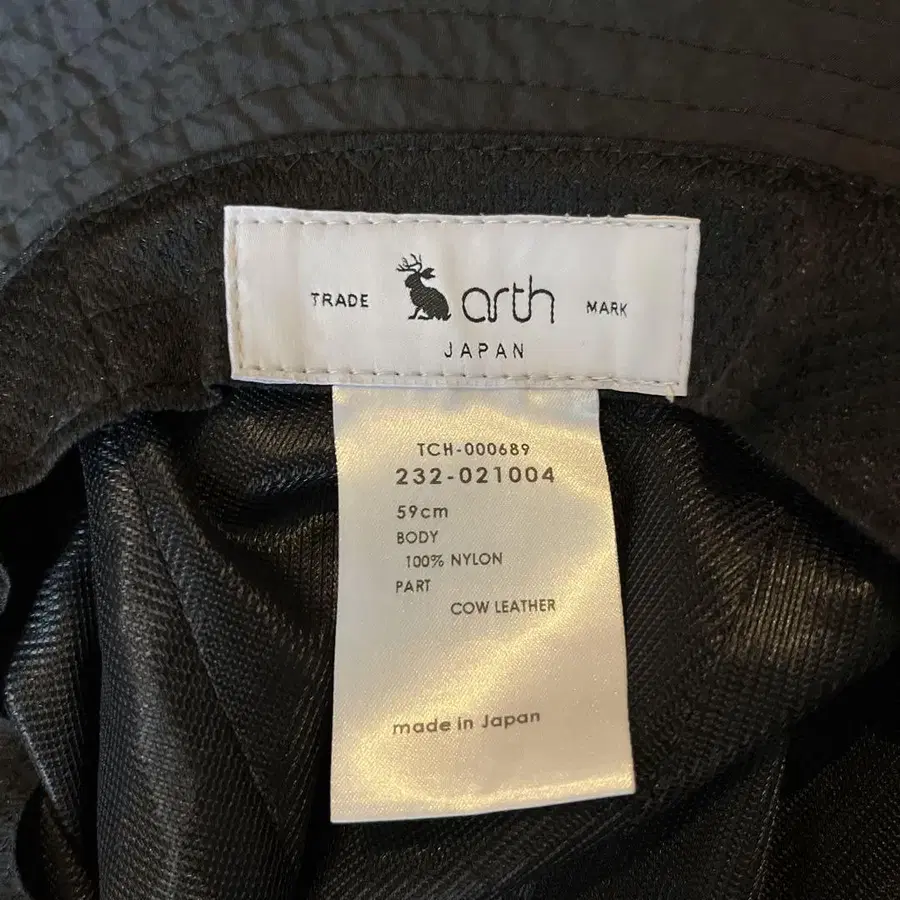 TRADE arth MARK
JAPAN
TCH-000689
232-021004
59cm
BODY
100% NYLON
PART
COW LEATHER
made in Japan